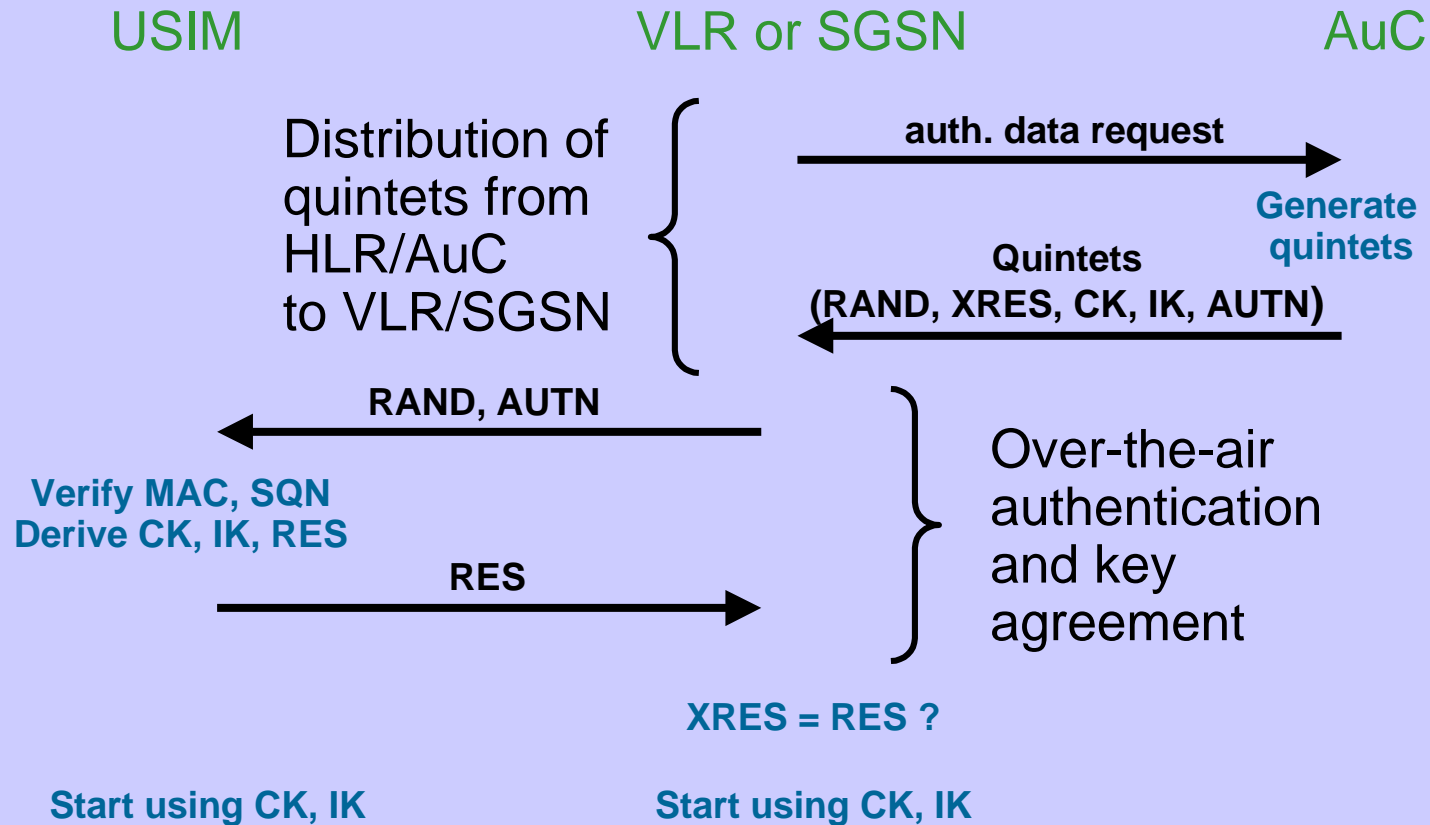 USIM
VLR or SGSN
AuC
Distribution of
quintets from
HLR/AuC
to VLR/SGSN
auth. data request
Generate
quintets
Quintets
(RAND, XRES, CK, IK, AUTN)
RAND, AUTN
Verify MAC, SQN
Derive CK, IK, RES
RES
Over-the-air
authentication
and key
agreement
XRES = RES ?
Start using CK, IK
Start using CK, IK